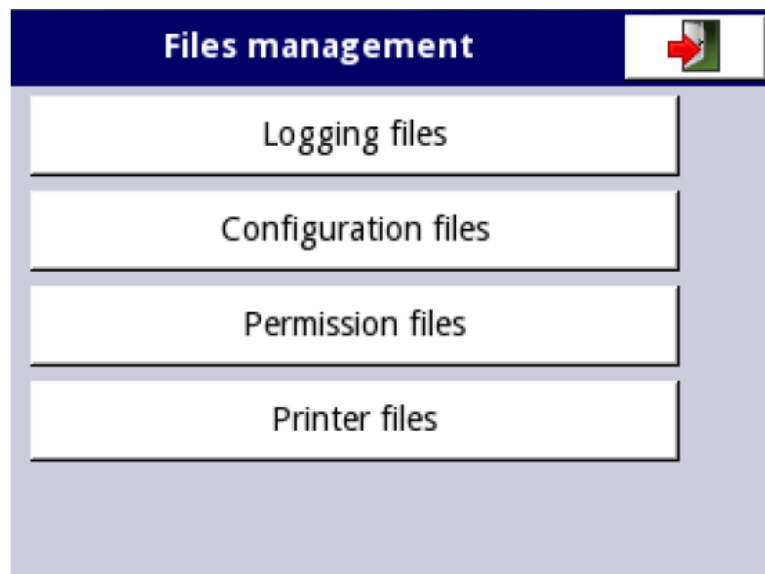 Files management
Logging files
Configuration files
Permission files
Printer files